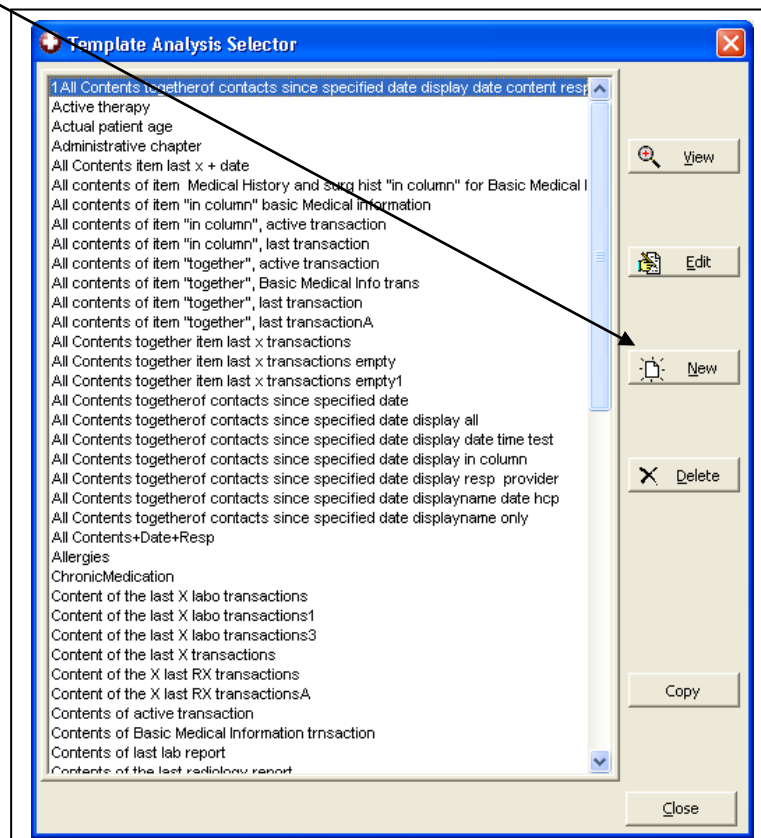 Template Analysis Selector
1All Contents togetherof contacts since specified date display date content resp
Active therapy
Actual patient age
Administrative chapter
All Contents item last x + date
All contents of item  Medical History and surg hist "in column" for Basic Medical I
All contents of item "in column" basic Medical information
All contents of item "in column", active transaction
All contents of item "in column", last transaction
All contents of item "together", active transaction
All contents of item "together", Basic Medical Info trans
All contents of item "together", last transaction
All contents of item "together", last transactionA
All Contents together item last x transactions
All Contents together item last x transactions empty
All Contents together item last x transactions empty1
All Contents togetherof contacts since specified date
All Contents togetherof contacts since specified date display all
All Contents togetherof contacts since specified date display date time test
All Contents togetherof contacts since specified date display in column
All Contents togetherof contacts since specified date display resp  provider
All Contents togetherof contacts since specified date displayname date hcp
All Contents togetherof contacts since specified date displayname only
All Contents+Date+Resp
Allergies
ChronicMedication
Content of the last X labo transactions
Content of the last X labo transactions1
Content of the last X labo transactions3
Content of the last X transactions
Content of the X last RX transactions
Content of the X last RX transactionsA
Contents of active transaction
Contents of Basic Medical Information trnsaction
Contents of last lab report
Contents of the last radiology report
View
Edit
New
Delete
Copy
Close